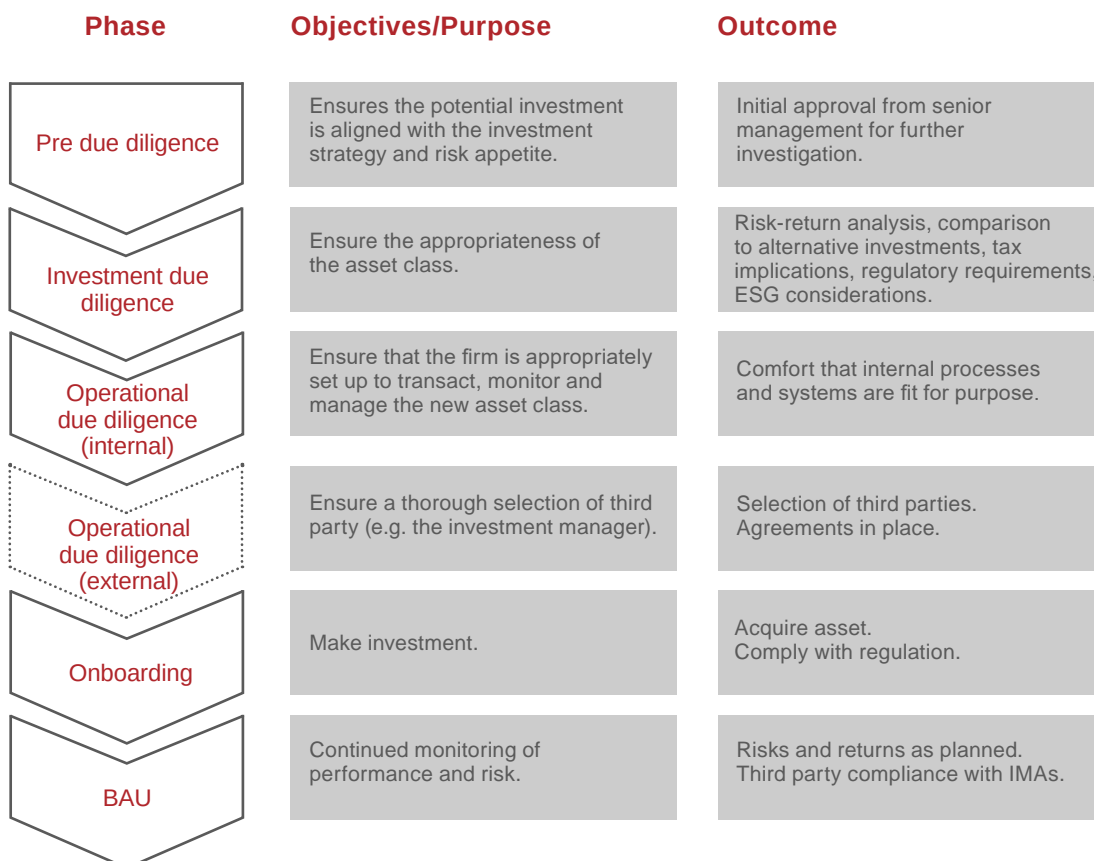 Phase
Objectives/Purpose
Outcome
Pre due diligence
Ensures the potential investment
is aligned with the investment
strategy and risk appetite.
Initial approval from senior
management for further
investigation.
Investment due
diligence
Ensure the appropriateness of
the asset class.
Risk-return analysis, comparison
to alternative investments, tax
implications, regulatory requirements,
ESG considerations.
Operational
due diligence
(internal)
Ensure that the firm is appropriately
set up to transact, monitor and
manage the new asset class.
Comfort that internal processes
and systems are fit for purpose.
Operational
due diligence
(external)
Ensure a thorough selection of third
party (e.g. the investment manager).
Selection of third parties.
Agreements in place.
Onboarding
Make investment.
Acquire asset.
Comply with regulation.
BAU
Continued monitoring of
performance and risk.
Risks and returns as planned.
Third party compliance with IMAs.